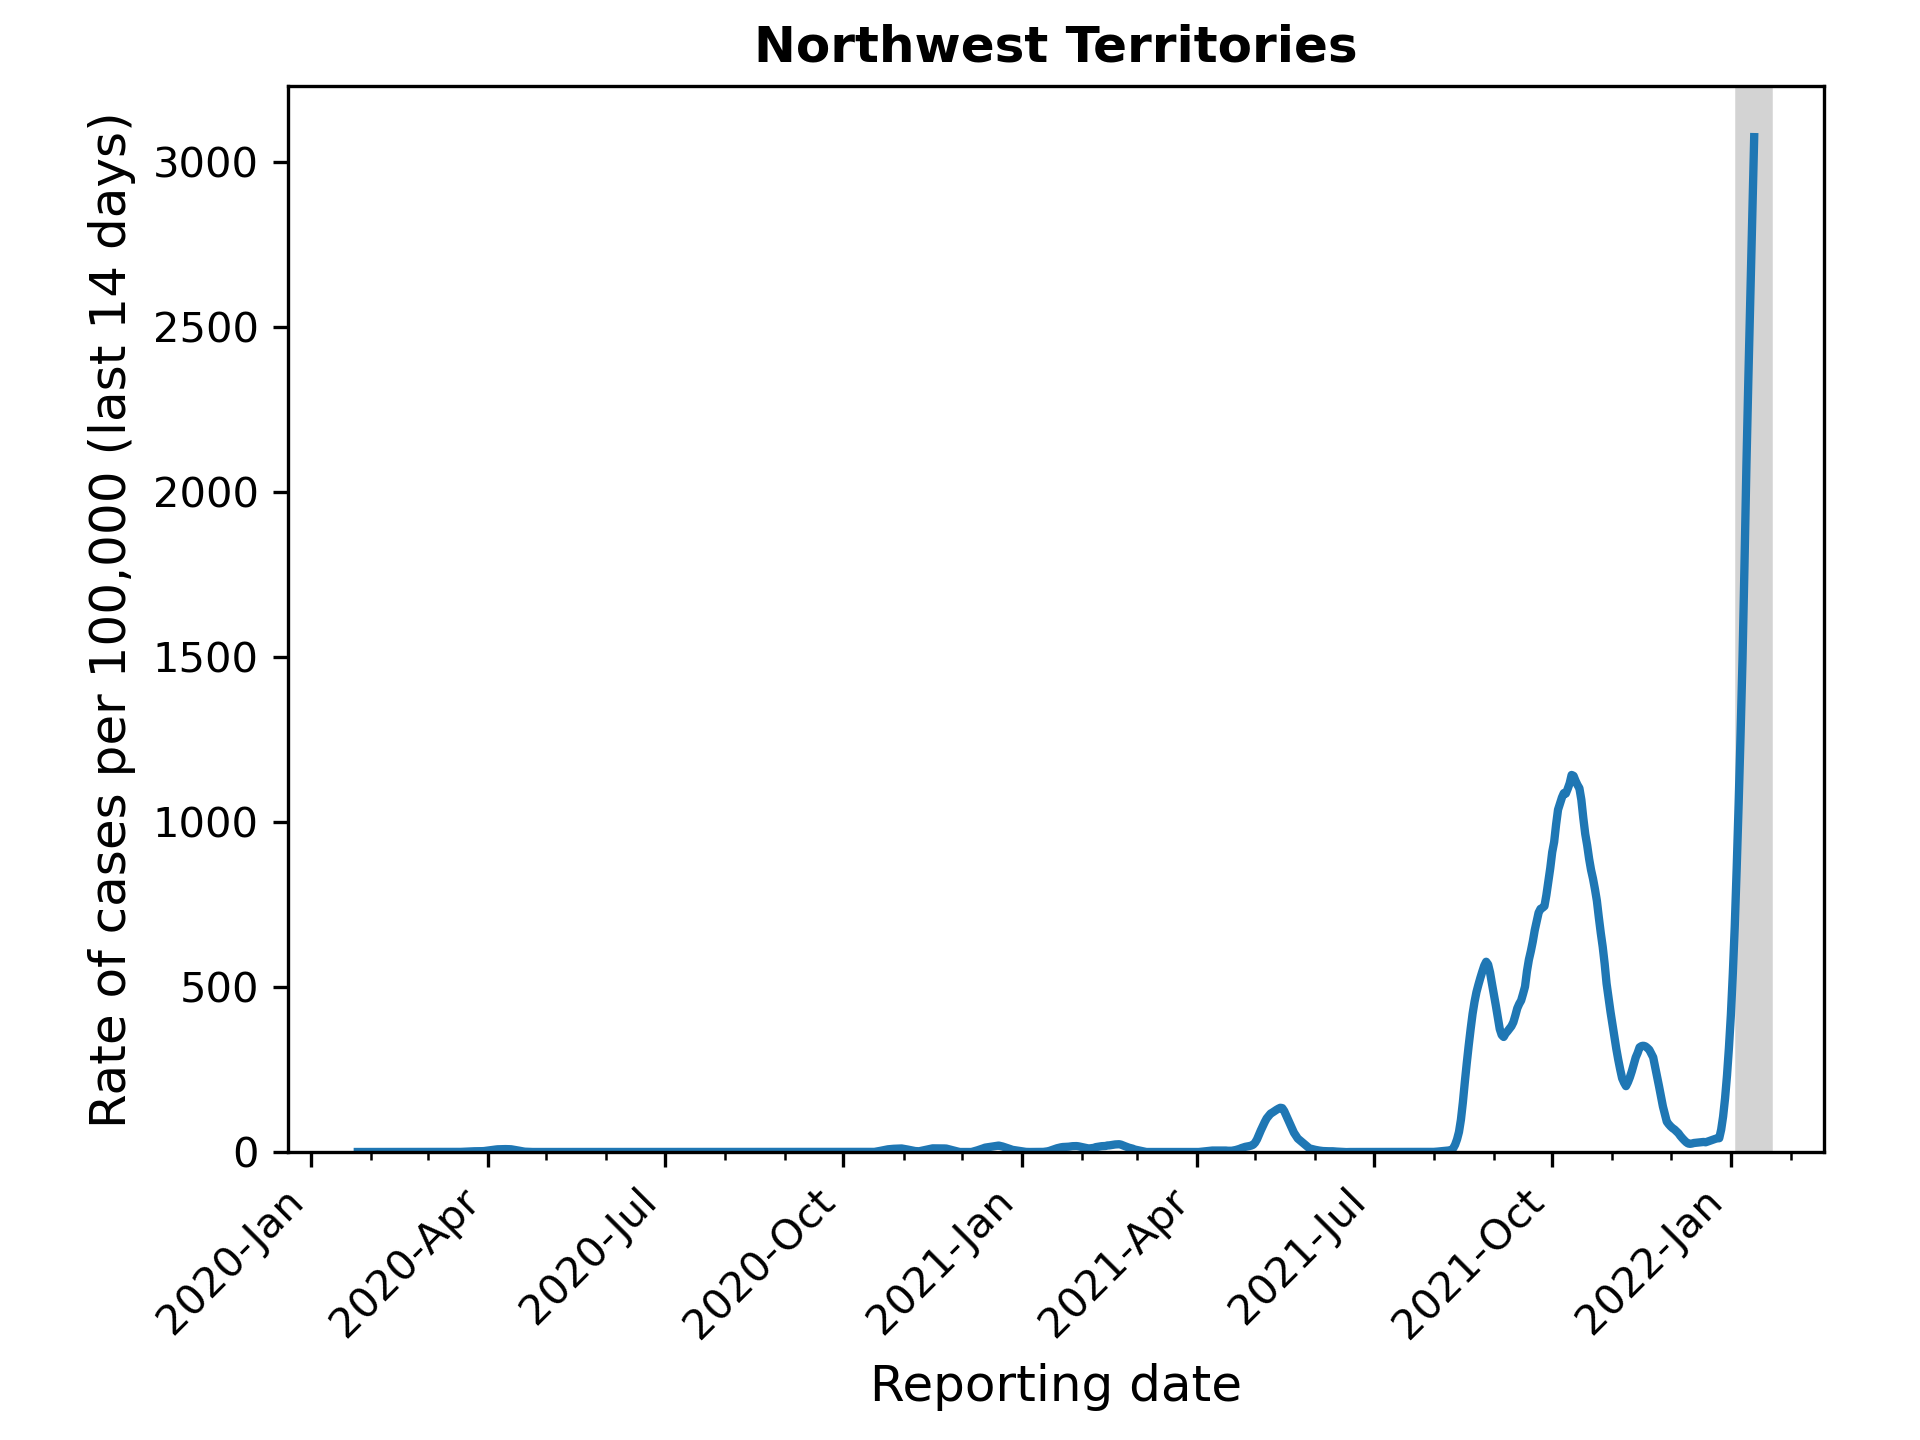 Northwest Territories
Rate of cases per 100,000 (last 14 days)
3000
2500
2000
1500
1000
500
0
2020-Jan
2020-Apr
2020-Jul
2020-Oct
2021-Jan
2021-Apr
2021-Jul
2021-Oct
2022-Jan
Reporting date